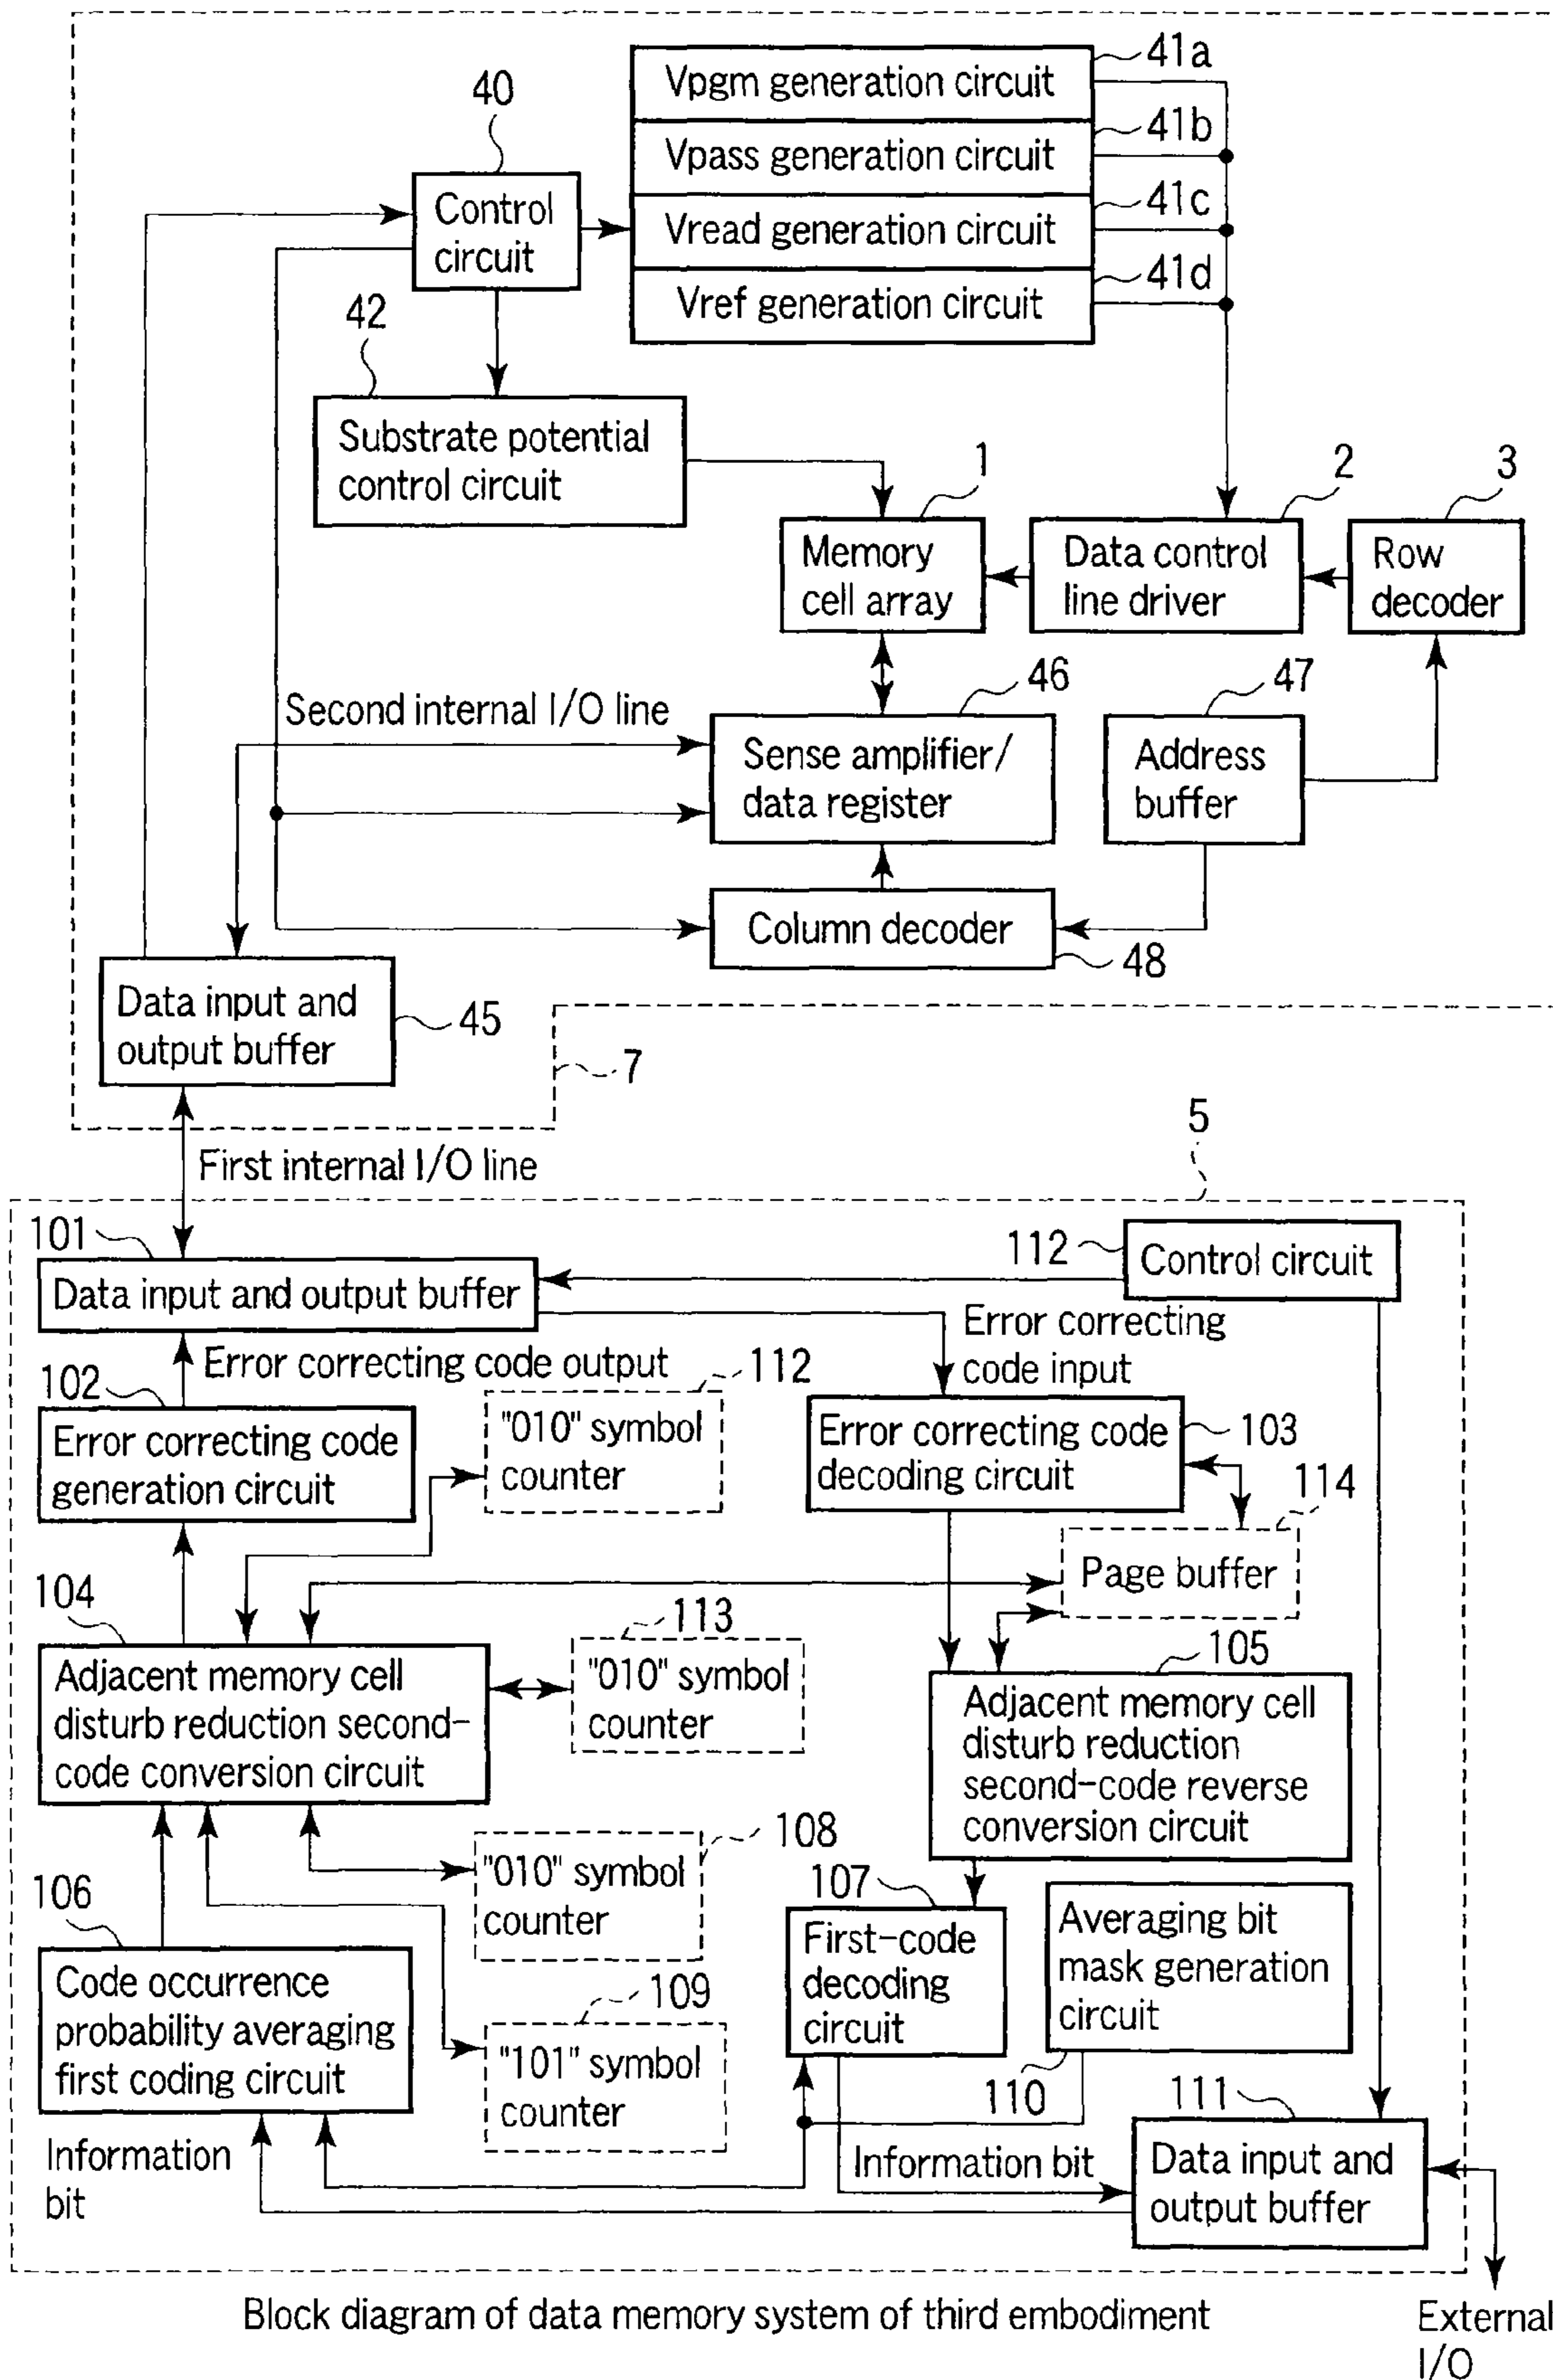 41a
Vpgm generation circuit
40
41b
Vpass generation circuit
41c
Control
circuit
Vread generation circuit
41d
Vref generation circuit
42
Substrate potential
control circuit
1
2
3
Memory
cell array
Data control
line driver
Row
decoder
46
47
Second internal I/O line
Sense amplifier/
data register
Address
buffer
Column decoder
48
Data input and
output buffer
45
7
5
First internal I/O line
101
112
Control circuit
Data input and output buffer
Error correcting
code input
Error correcting code output
102
112
"010" symbol
counter
Error correcting code
generation circuit
Error correcting code
decoding circuit
103
114
Page buffer
104
113
"010" symbol
counter
105
Adjacent memory cell
disturb reduction second-
code conversion circuit
Adjacent memory cell
disturb reduction
second-code reverse
conversion circuit
108
"010" symbol
counter
106
107
First-code
decoding
circuit
Averaging bit
mask generation
circuit
Code occurrence
probability averaging
first coding circuit
109
"101" symbol
counter
110
111
Information
bit
Information bit
Data input and
output buffer
Block diagram of data memory system of third embodiment
External
I/O